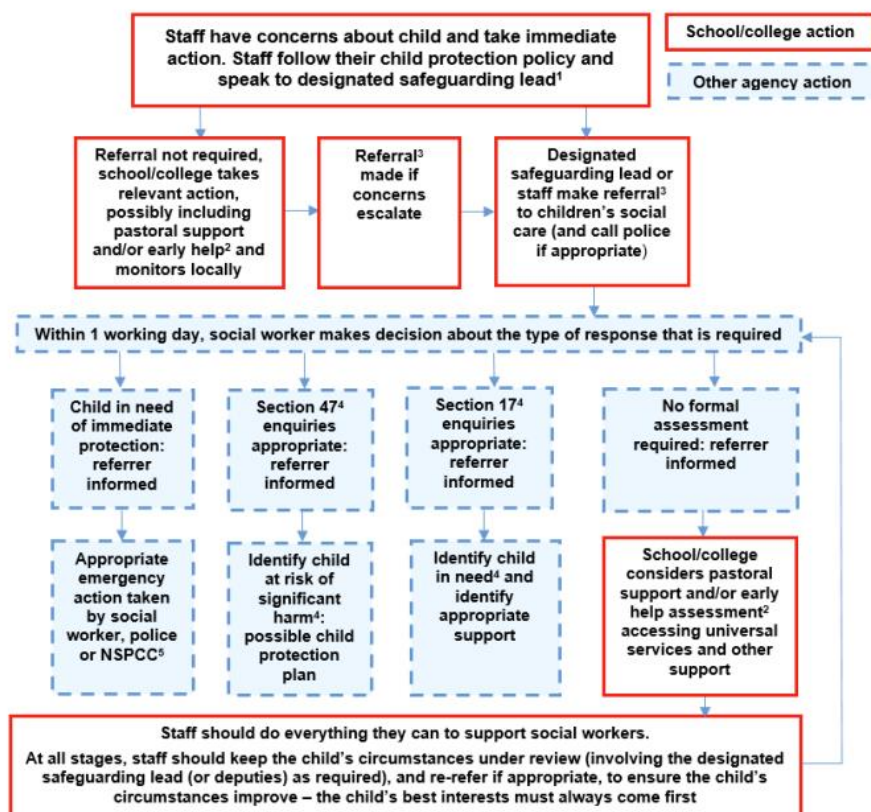 Staff have concerns about child and take immediate
action. Staff follow their child protection policy and
speak to designated safeguarding lead¹
School/college action
Other agency action
Referral not required,
school/college takes
relevant action,
possibly including
pastoral support
and/or early help² and
monitors locally
Referral³
made if
concerns
escalate
Designated
safeguarding lead or
staff make referral³
to children's social
care (and call police
if appropriate)
Within 1 working day, social worker makes decision about the type of response that is required
Child in need
of immediate
protection:
referrer
informed
Section 47⁴
enquiries
appropriate:
referrer
informed
Section 17⁴
enquiries
appropriate:
referrer
informed
No formal
assessment
required: referrer
informed
Appropriate
emergency
action taken
by social
worker, police
or NSPCC⁵
Identify child
at risk of
significant
harm⁴:
possible child
protection
plan
Identify child
in need⁴ and
identify
appropriate
support
School/college
considers pastoral
support and/or early
help assessment²
accessing universal
services and other
support
Staff should do everything they can to support social workers.
At all stages, staff should keep the child's circumstances under review (involving the designated
safeguarding lead (or deputies) as required), and re-refer if appropriate, to ensure the child's
circumstances improve – the child's best interests must always come first